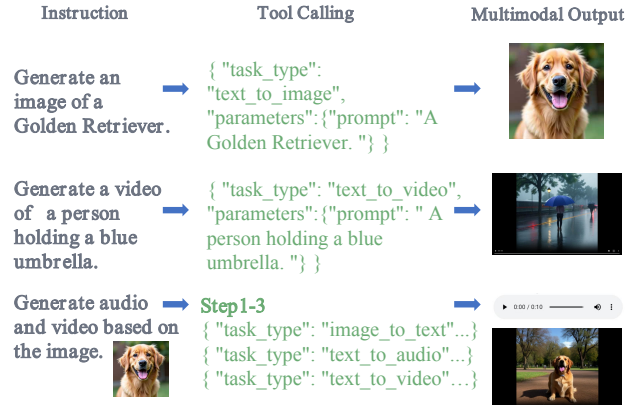 Instruction
Tool Calling
Multimodal Output
Generate an
image of a
Golden Retriever.
{ "task_type":
"text_to_image",
"parameters":{"prompt": "A
Golden Retriever. "} }
Generate a video
of a person
holding a blue
umbrella.
{ "task_type": "text_to_video",
"parameters":{"prompt": " A
person holding a blue
umbrella. "} }
Generate audio
and video based on
the image.
Step1-3
{ "task_type": "image_to_text"...}
{ "task_type": "text_to_audio"...}
{ "task_type": "text_to_video"…}
0:00 / 0:10